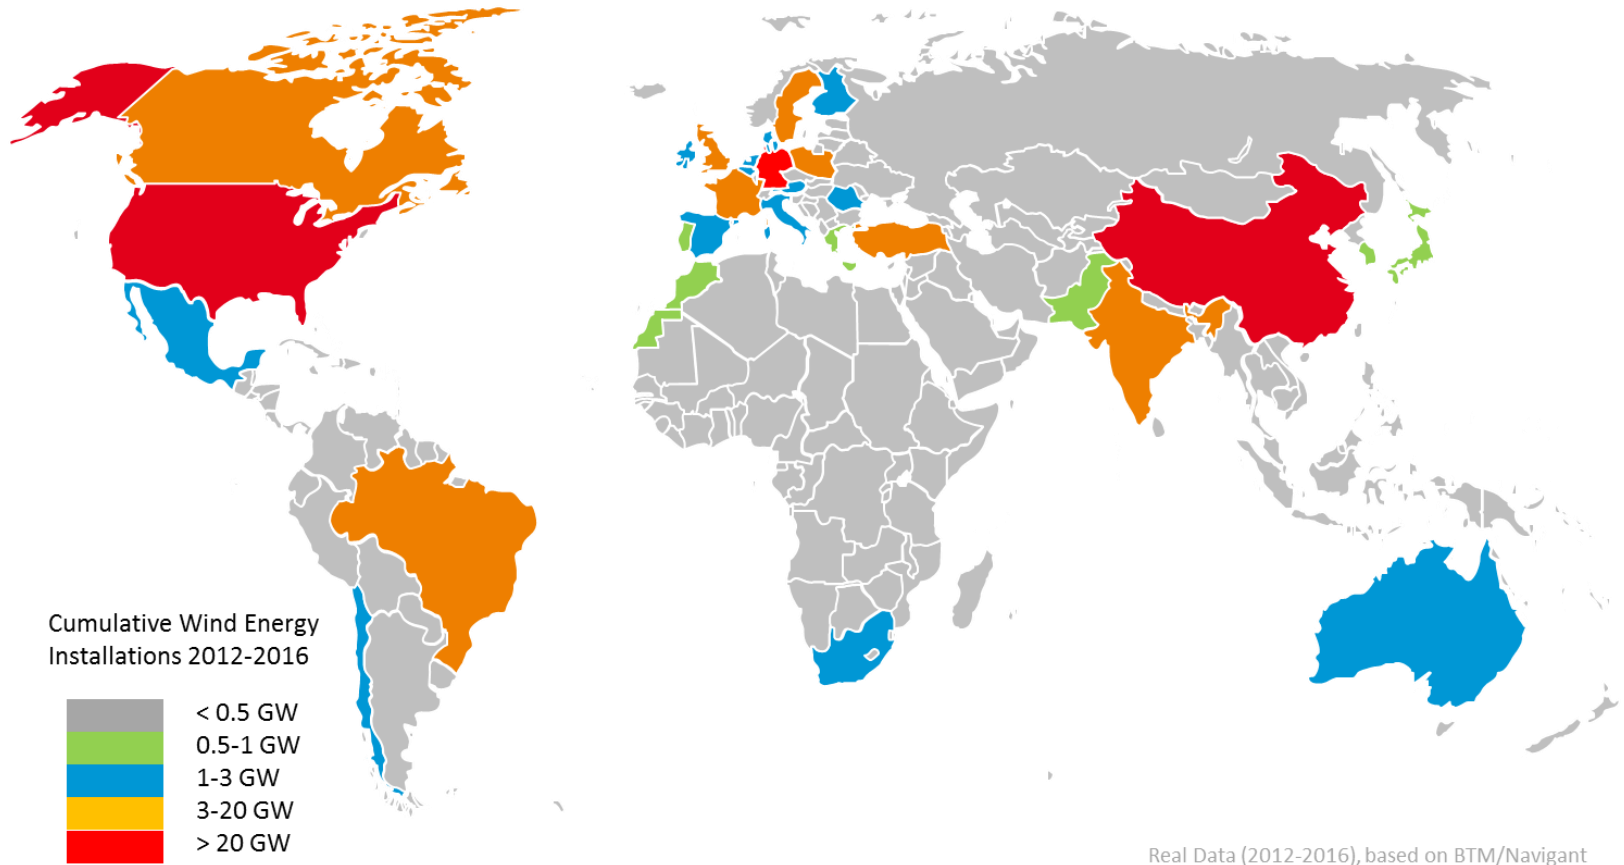 Cumulative Wind Energy
Installations 2012-2016
< 0.5 GW
0.5-1 GW
1-3 GW
3-20 GW
> 20 GW
Real Data (2012-2016), based on BTM/Navigant